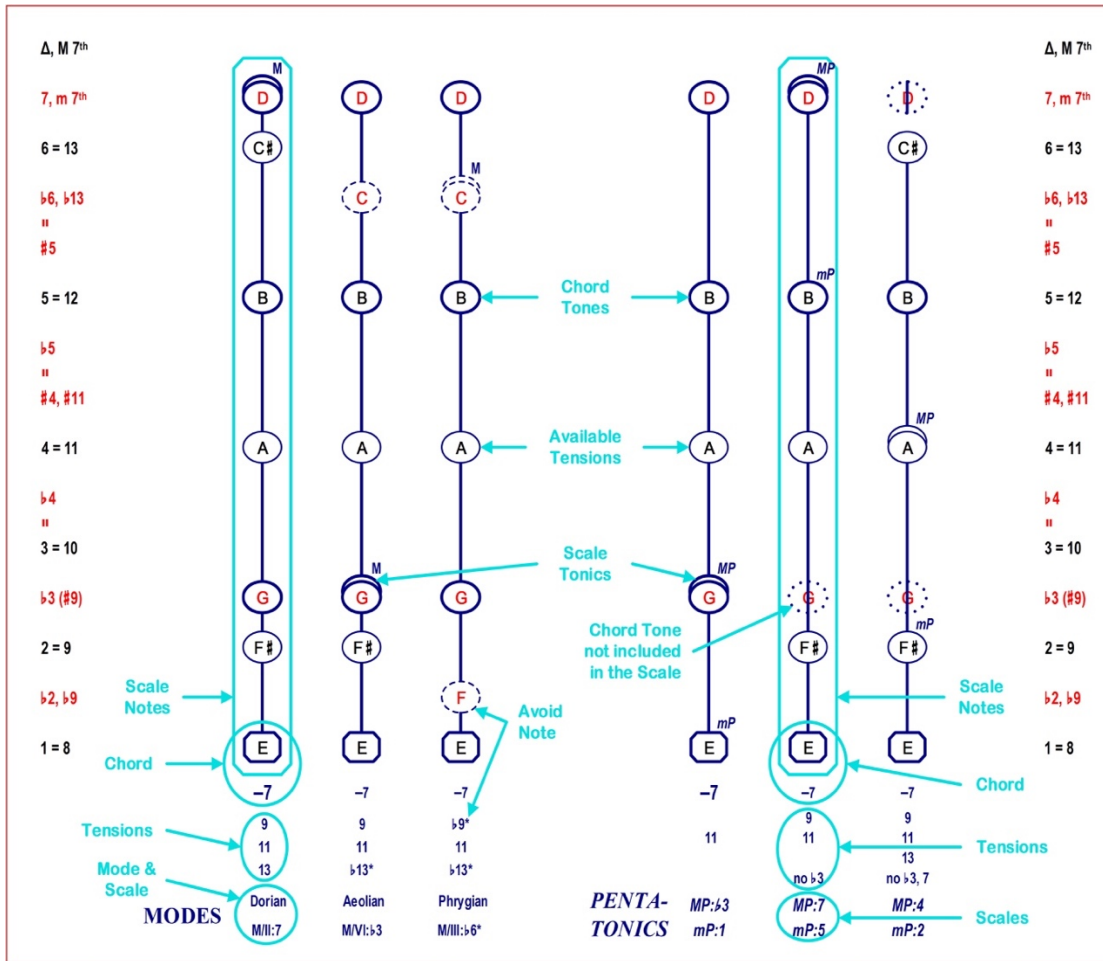 Δ, M 7th
Δ, M 7th
M
MP
7, m 7th
D
D
D
D
D
D
7, m 7th
6 = 13
C♯
C♯
6 = 13
M
♭6, ♭13
C
C
♭6, ♭13
"
"
♯5
♯5
mP
5 = 12
B
B
B
Chord
Tones
B
B
B
5 = 12
♭5
♭5
"
"
♯4, ♯11
♯4, ♯11
MP
4 = 11
A
A
A
Available
Tensions
A
A
A
4 = 11
♭4
♭4
"
"
3 = 10
3 = 10
M
Scale
Tonics
MP
♭3 (♯9)
G
G
G
G
G
G
♭3 (♯9)
Chord Tone
not included
in the Scale
mP
2 = 9
F♯
F♯
F♯
F♯
2 = 9
Scale
Notes
Scale
Notes
♭2, ♭9
F
♭2, ♭9
Avoid
Note
mP
1 = 8
E
E
E
E
E
E
1 = 8
Chord
Chord
–7
–7
–7
–7
–7
–7
Tensions
9
11
13
9
11
♭13*
♭9*
11
♭13*
11
9
11
no ♭3
9
11
13
no ♭3, 7
Tensions
Mode &
Scale
MODES
Dorian
M/II:7
Aeolian
M/VI:♭3
Phrygian
M/III:♭6*
PENTA-
TONICS
MP:♭3
mP:1
MP:7
mP:5
MP:4
mP:2
Scales